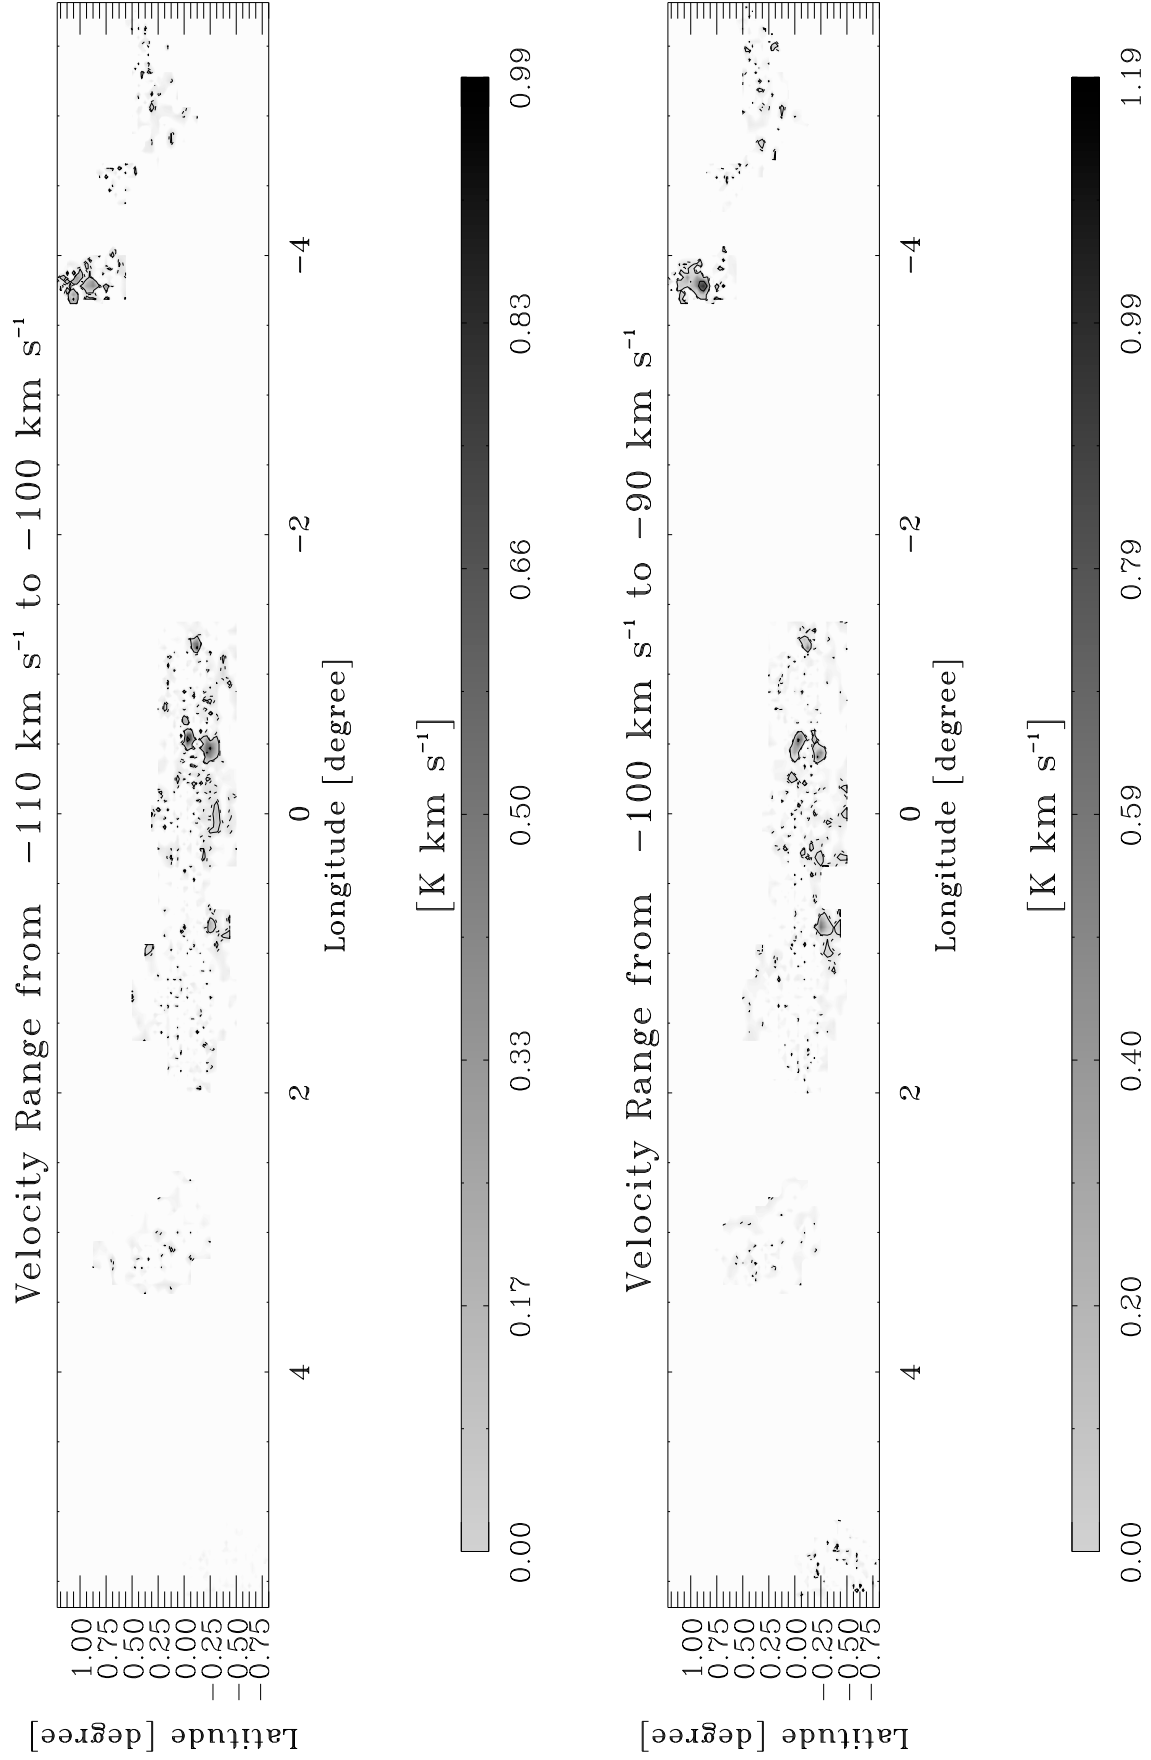 Velocity Range from −110 km s⁻¹ to −100 km s⁻¹
Latitude [degree]
1.00
0.75
0.50
0.25
0.00
−0.25
−0.50
−0.75
4 2 0 −2 −4
Longitude [degree]
[K km s⁻¹]
0.00 0.17 0.33 0.50 0.66 0.83 0.99
Velocity Range from −100 km s⁻¹ to −90 km s⁻¹
Latitude [degree]
1.00
0.75
0.50
0.25
0.00
−0.25
−0.50
−0.75
4 2 0 −2 −4
Longitude [degree]
[K km s⁻¹]
0.00 0.20 0.40 0.59 0.79 0.99 1.19